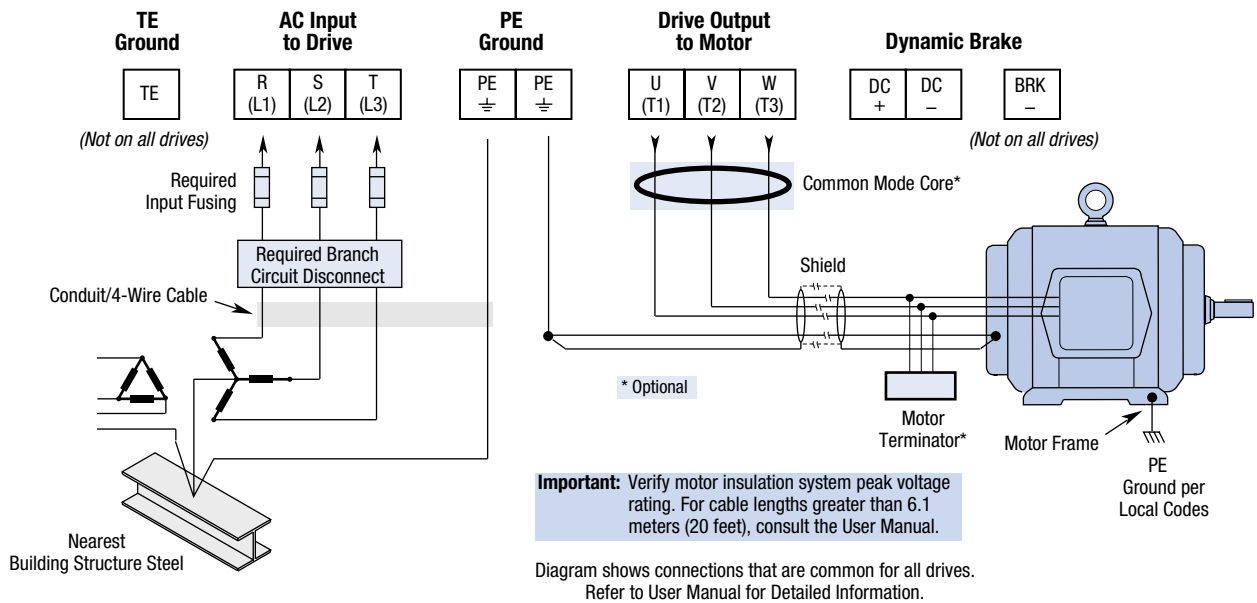 TE
Ground
AC Input
to Drive
PE
Ground
Drive Output
to Motor
Dynamic Brake
TE
R
(L1)
S
(L2)
T
(L3)
PE
PE
U
(T1)
V
(T2)
W
(T3)
DC
+
DC
–
BRK
–
(Not on all drives)
(Not on all drives)
Required
Input Fusing
Common Mode Core*
Required Branch
Circuit Disconnect
Shield
Conduit/4-Wire Cable
* Optional
Motor
Terminator*
Motor Frame
PE
Ground per
Local Codes
Nearest
Building Structure Steel
Important: Verify motor insulation system peak voltage
rating. For cable lengths greater than 6.1
meters (20 feet), consult the User Manual.
Diagram shows connections that are common for all drives.
Refer to User Manual for Detailed Information.